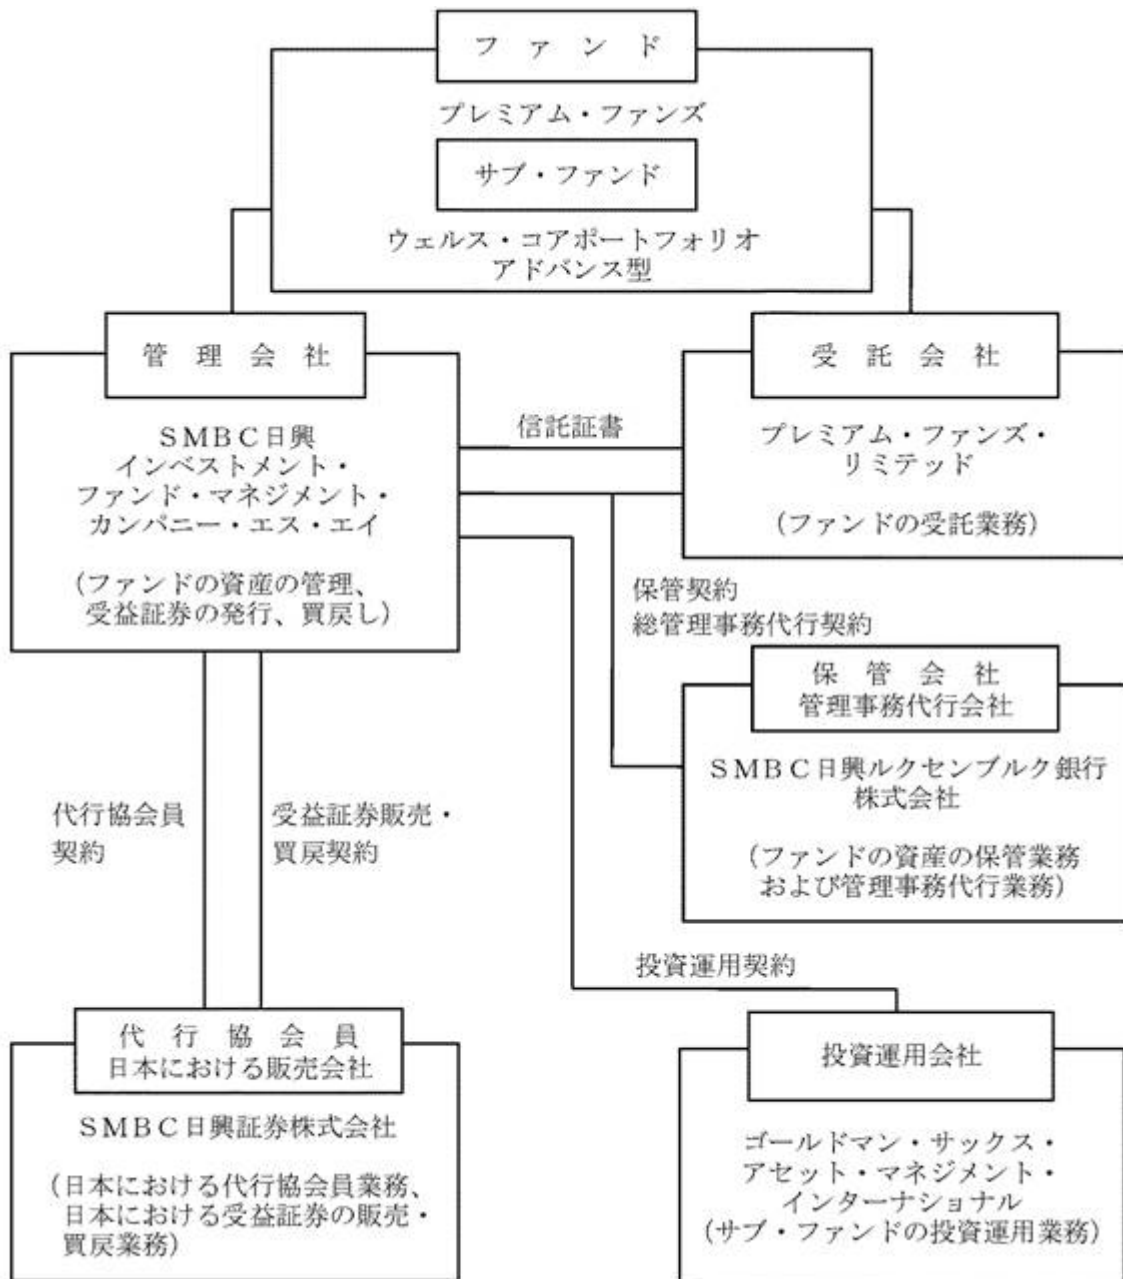 ファンド
プレミアム・ファンズ
サブ・ファンド
ウェルス・コアポートフォリオ
アドバンス型
管理会社
SMBC日興
インベストメント・
ファンド・マネジメント・
カンパニー・エス・エイ
(ファンドの資産の管理、
受益証券の発行、買戻し)
信託証書
受託会社
プレミアム・ファンズ・
リミテッド
(ファンドの受託業務)
保管契約
総管理事務代行契約
保管会社
管理事務代行会社
SMBC日興ルクセンブルク銀行
株式会社
(ファンドの資産の保管業務
および管理事務代行業務)
代行協会員
契約
受益証券販売・
買戻契約
投資運用契約
代行協会員
日本における販売会社
SMBC日興証券株式会社
(日本における代行協会員業務、
日本における受益証券の販売・
買戻業務)
投資運用会社
ゴールドマン・サックス・
アセット・マネジメント・
インターナショナル
(サブ・ファンドの投資運用業務)